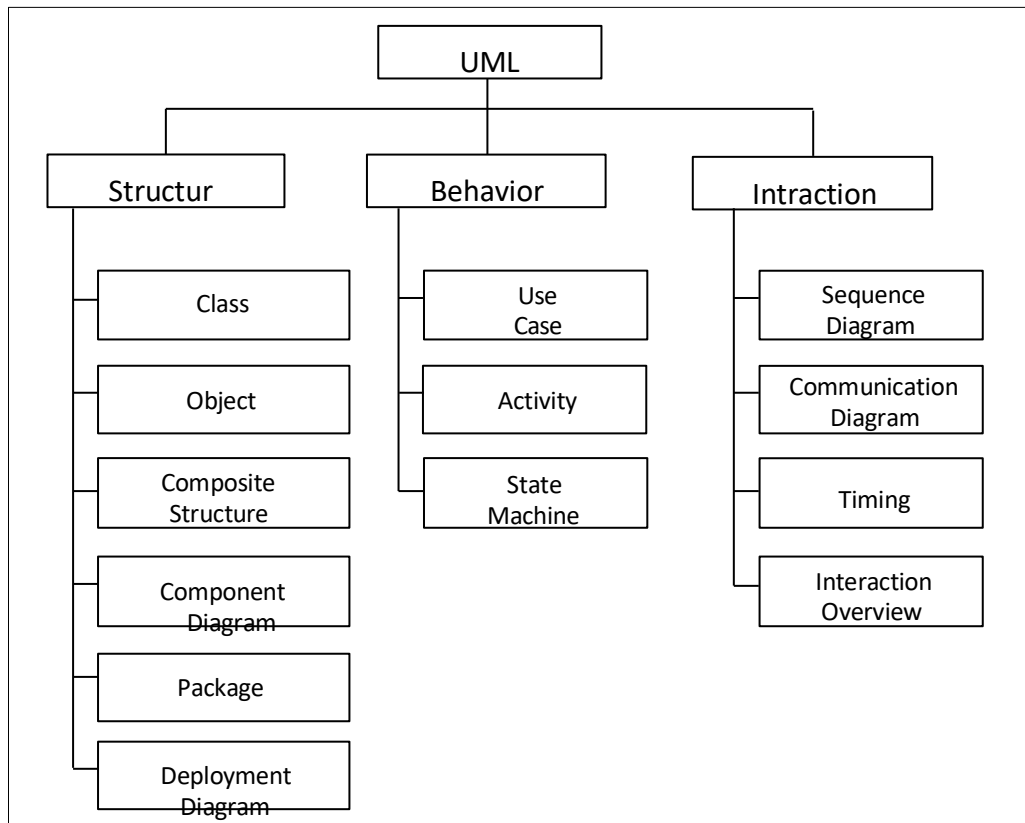 UML
Structur
Behavior
Intraction
Class
Object
Composite
Structure
Component
Diagram
Package
Deployment
Diagram
Use
Case
Activity
State
Machine
Sequence
Diagram
Communication
Diagram
Timing
Interaction
Overview